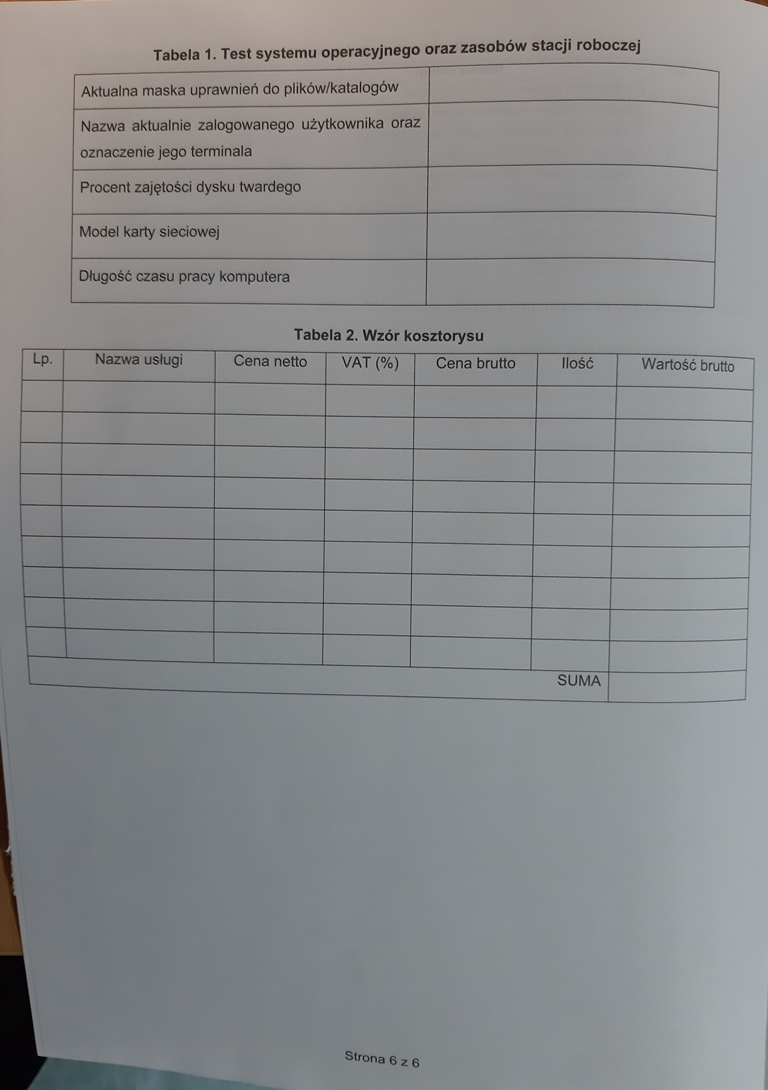 Tabela 1. Test systemu operacyjnego oraz zasobów stacji roboczej
Aktualna maska uprawnień do plików/katalogów
Nazwa aktualnie zalogowanego użytkownika oraz
oznaczenie jego terminala
Procent zajętości dysku twardego
Model karty sieciowej
Długość czasu pracy komputera
Tabela 2. Wzór kosztorysu
Lp. Nazwa usługi Cena netto VAT (%) Cena brutto Ilość Wartość brutto
SUMA
Strona 6 z 6